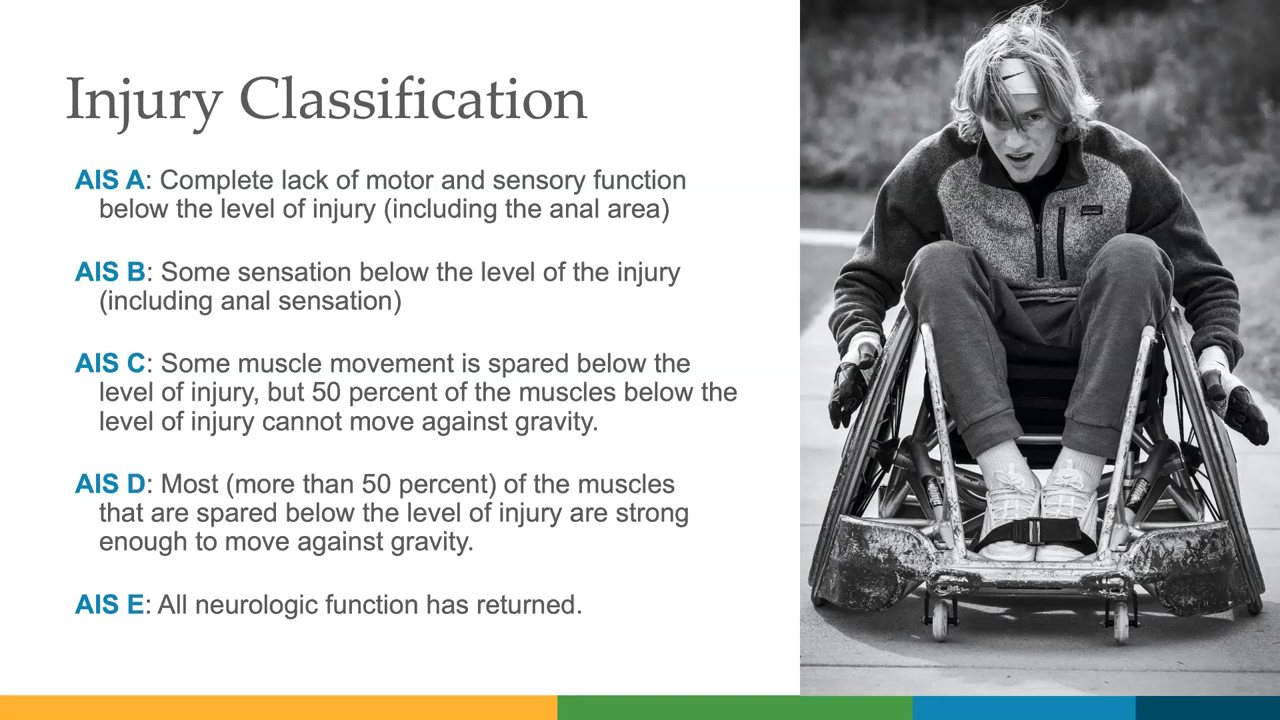 Injury Classification
AIS A: Complete lack of motor and sensory function
below the level of injury (including the anal area)
AIS B: Some sensation below the level of the injury
(including anal sensation)
AIS C: Some muscle movement is spared below the
level of injury, but 50 percent of the muscles below the
level of injury cannot move against gravity.
AIS D: Most (more than 50 percent) of the muscles
that are spared below the level of injury are strong
enough to move against gravity.
AIS E: All neurologic function has returned.